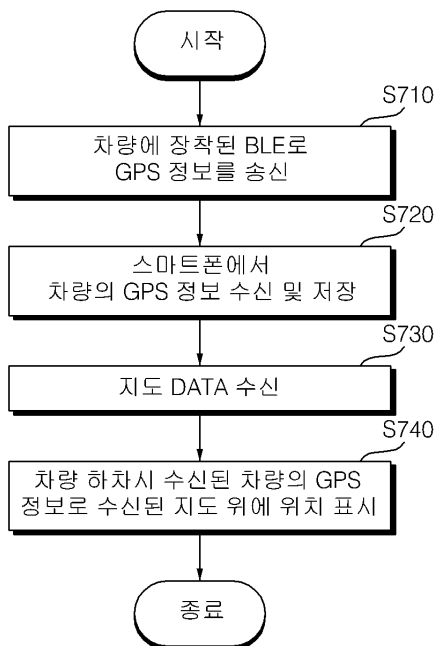 시작
S710
차량에 장착된 BLE로
GPS 정보를 송신
S720
스마트폰에서
차량의 GPS 정보 수신 및 저장
S730
지도 DATA 수신
S740
차량 하차시 수신된 차량의 GPS
정보로 수신된 지도 위에 위치 표시
종료